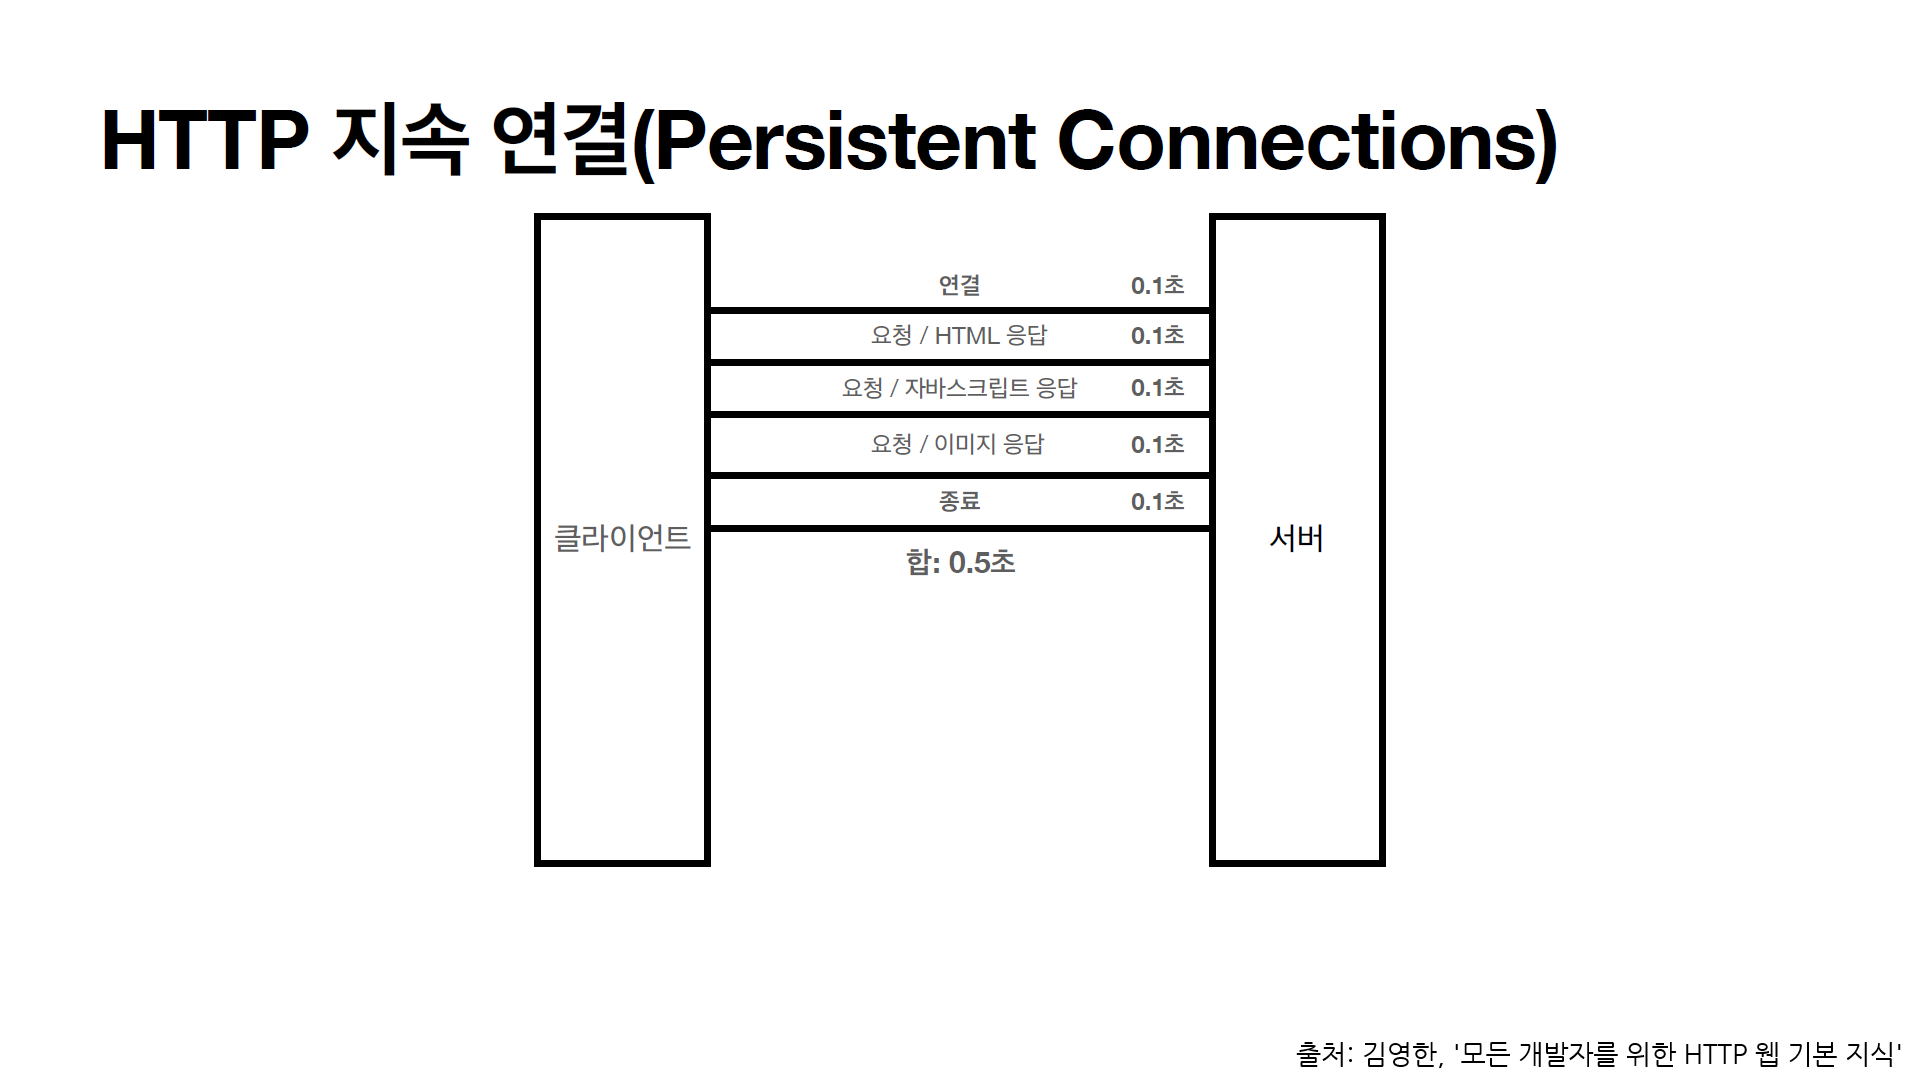 HTTP 지속 연결(Persistent Connections)
연결 0.1초
요청 / HTML 응답 0.1초
요청 / 자바스크립트 응답 0.1초
요청 / 이미지 응답 0.1초
종료 0.1초
클라이언트
서버
합: 0.5초
출처: 김영한, '모든 개발자를 위한 HTTP 웹 기본 지식'